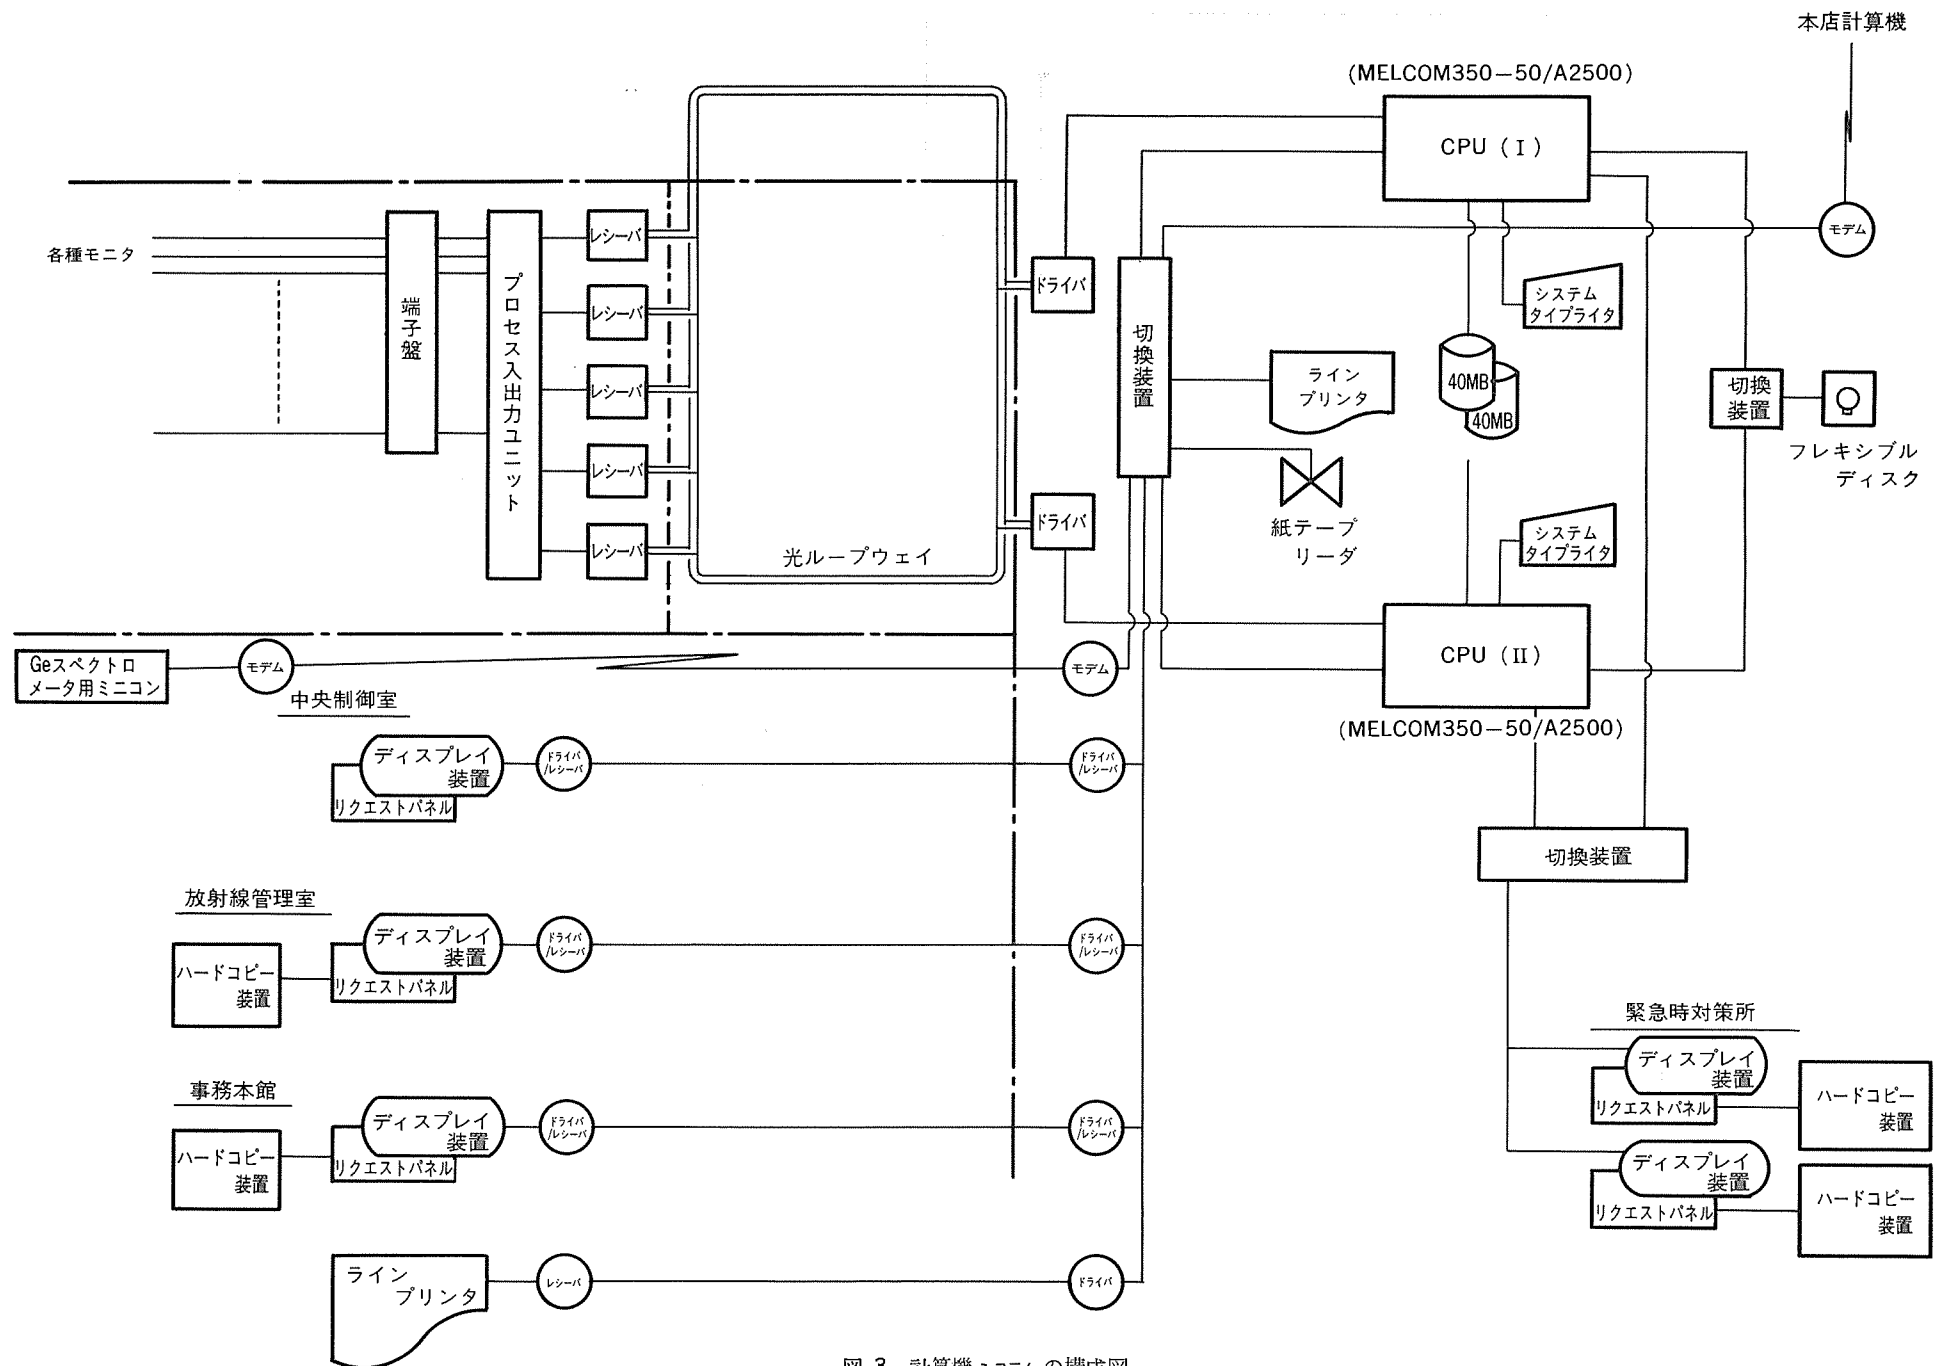 本店計算機
(MELCOM350-50/A2500)
CPU (I)
モデム
各種モニタ
端子盤
プロセス入出力ユニット
レシーバ
レシーバ
レシーバ
レシーバ
レシーバ
光ループウェイ
ドライバ
ドライバ
切換装置
ライン
プリンタ
紙テープ
リーダ
システム
タイプライタ
40MB
40MB
システム
タイプライタ
切換
装置
フレキシブル
ディスク
CPU (II)
(MELCOM350-50/A2500)
Geスペクトロ
メータ用ミニコン
モデム
モデム
中央制御室
ディスプレイ
装置
リクエストパネル
ドライバ
/レシーバ
ドライバ
/レシーバ
切換装置
放射線管理室
ハードコピー
装置
ディスプレイ
装置
リクエストパネル
ドライバ
/レシーバ
ドライバ
/レシーバ
事務本館
ハードコピー
装置
ディスプレイ
装置
リクエストパネル
ドライバ
/レシーバ
ドライバ
/レシーバ
緊急時対策所
ディスプレイ
装置
リクエストパネル
ハードコピー
装置
ディスプレイ
装置
リクエストパネル
ハードコピー
装置
ライン
プリンタ
レシーバ
ドライバ
図 3 計算機システムの構成図